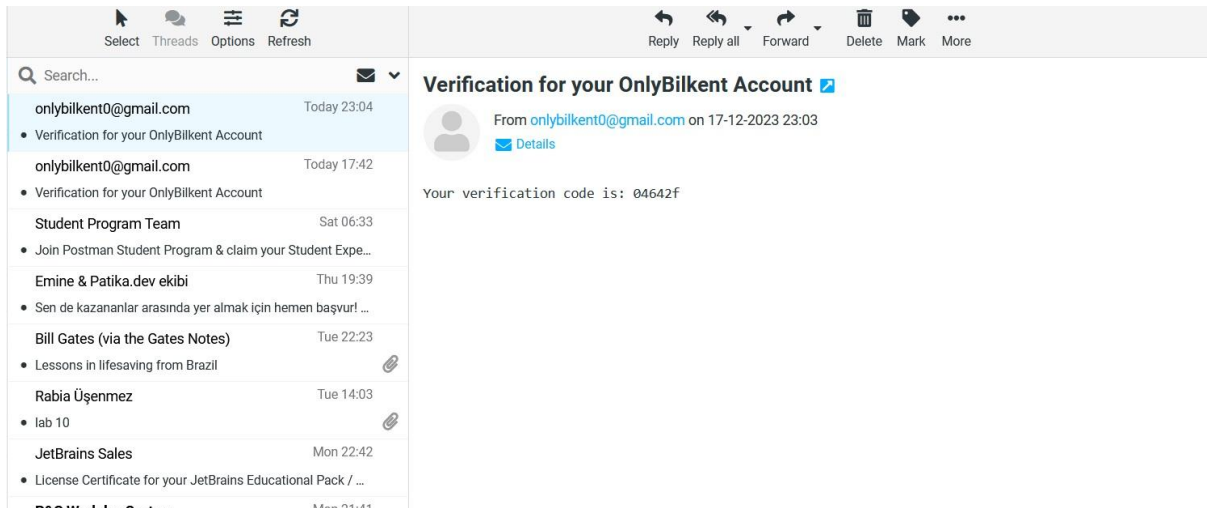 Select Threads Options Refresh
Reply Reply all Forward Delete Mark More
Search...
onlybilkent0@gmail.com Today 23:04
Verification for your OnlyBilkent Account
onlybilkent0@gmail.com Today 17:42
Verification for your OnlyBilkent Account
Student Program Team Sat 06:33
Join Postman Student Program & claim your Student Expe...
Emine & Patika.dev ekibi Thu 19:39
Sen de kazananlar arasında yer almak için hemen başvur! ...
Bill Gates (via the Gates Notes) Tue 22:23
Lessons in lifesaving from Brazil
Rabia Üşenmez Tue 14:03
lab 10
JetBrains Sales Mon 22:42
License Certificate for your JetBrains Educational Pack / ...
Verification for your OnlyBilkent Account
From onlybilkent0@gmail.com on 17-12-2023 23:03
Details
Your verification code is: 04642f